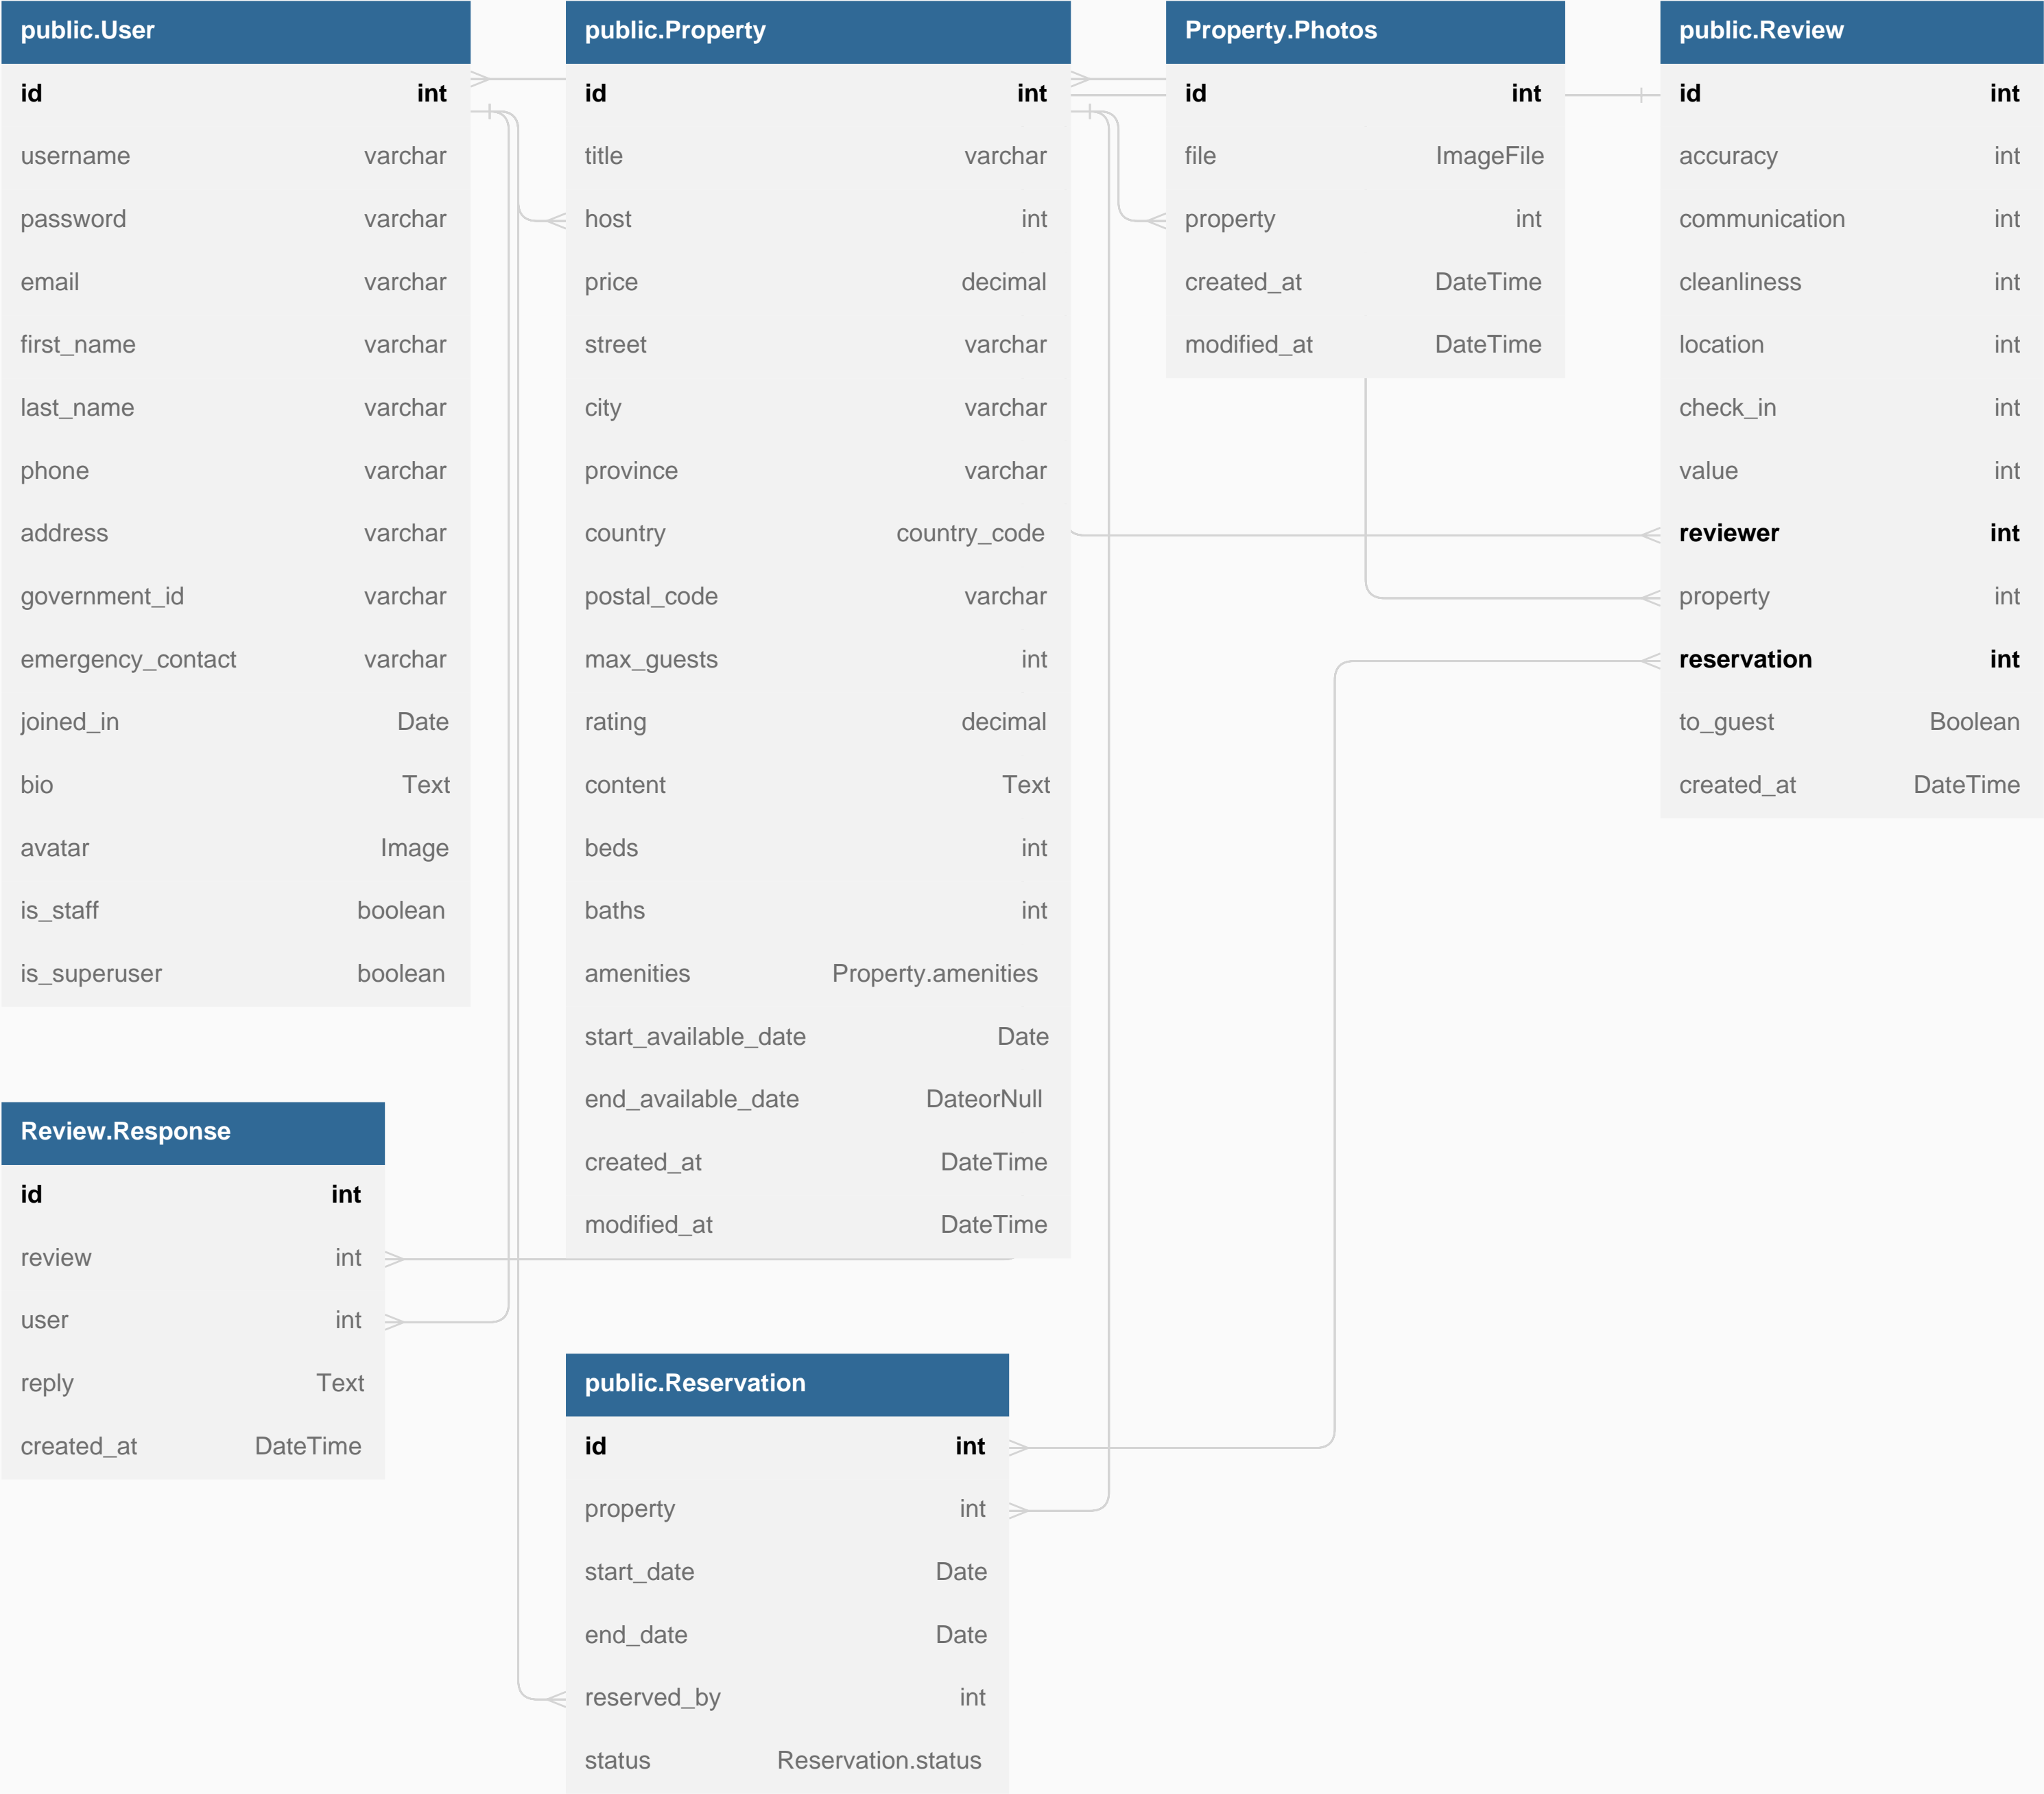 public.User
id int
username varchar
password varchar
email varchar
first_name varchar
last_name varchar
phone varchar
address varchar
government_id varchar
emergency_contact varchar
joined_in Date
bio Text
avatar Image
is_staff boolean
is_superuser boolean
public.Property
id int
title varchar
host int
price decimal
street varchar
city varchar
province varchar
country country_code
postal_code varchar
max_guests int
rating decimal
content Text
beds int
baths int
amenities Property.amenities
start_available_date Date
end_available_date DateorNull
created_at DateTime
modified_at DateTime
Property.Photos
id int
file ImageFile
property int
created_at DateTime
modified_at DateTime
public.Review
id int
accuracy int
communication int
cleanliness int
location int
check_in int
value int
reviewer int
property int
reservation int
to_guest Boolean
created_at DateTime
Review.Response
id int
review int
user int
reply Text
created_at DateTime
public.Reservation
id int
property int
start_date Date
end_date Date
reserved_by int
status Reservation.status